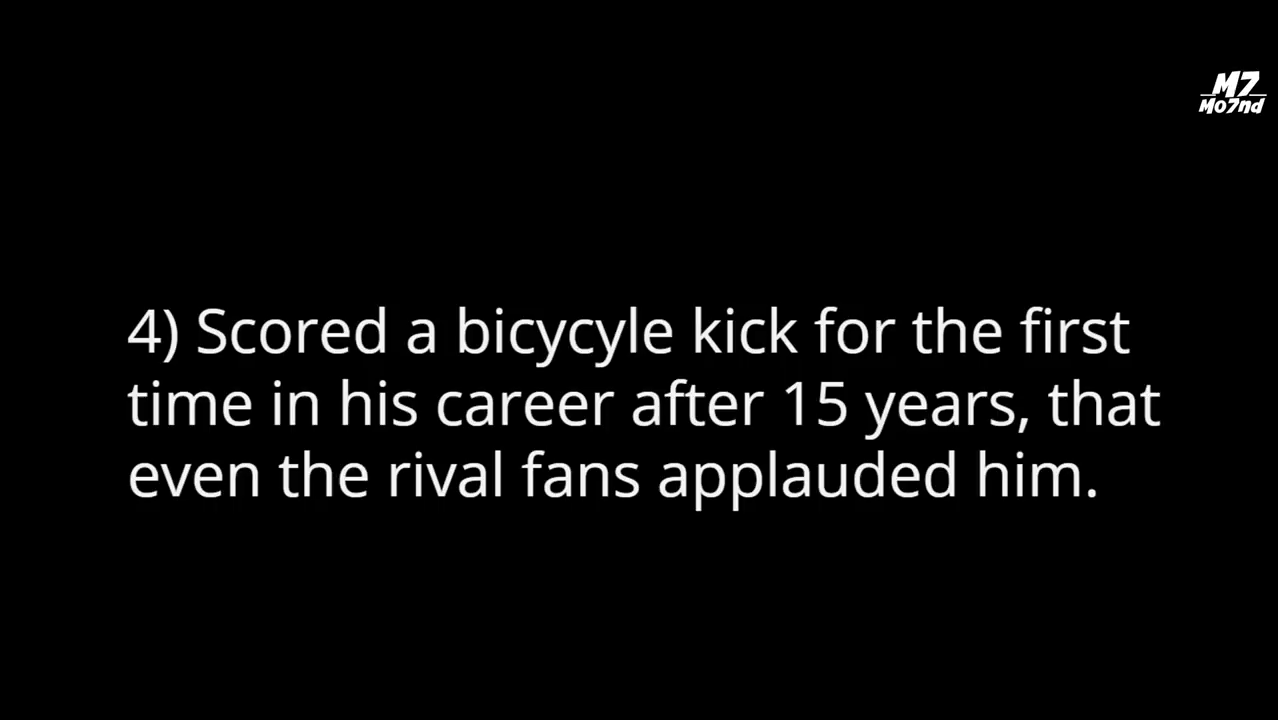 M7
Mo7nd
4) Scored a bicycyle kick for the first
time in his career after 15 years, that
even the rival fans applauded him.